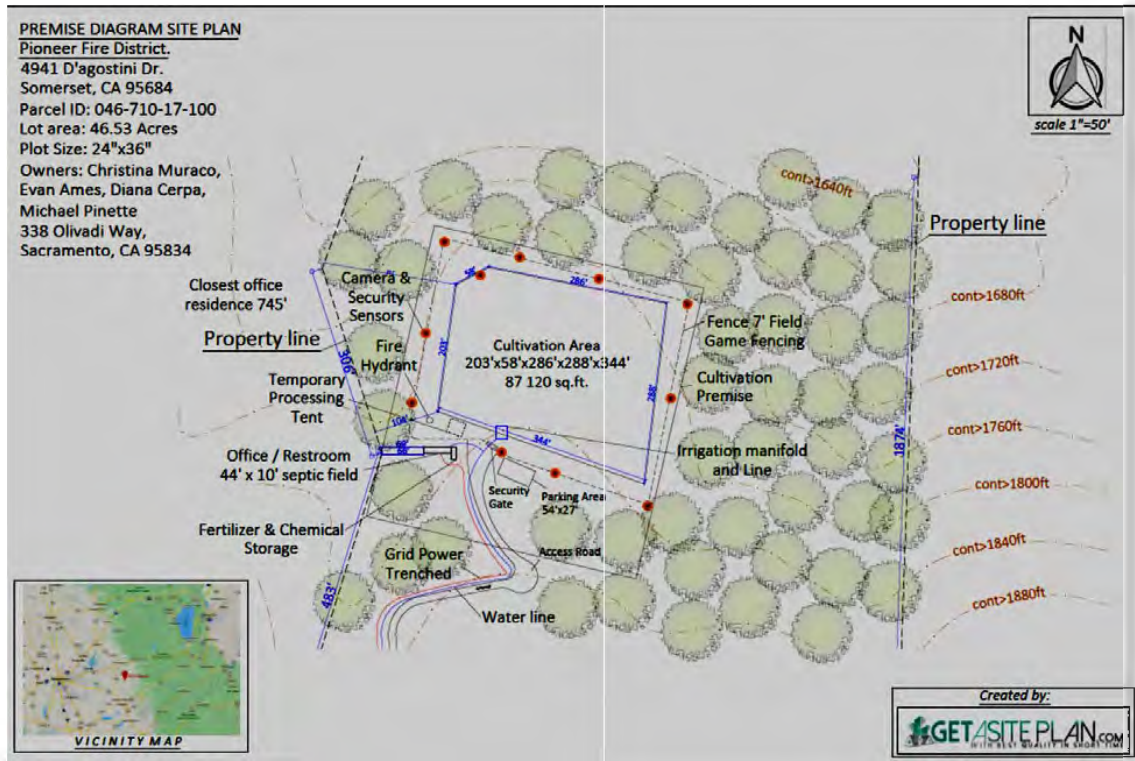 PREMISE DIAGRAM SITE PLAN
Pioneer Fire District.
4941 D'agostini Dr.
Somerset, CA 95684
Parcel ID: 046-710-17-100
Lot area: 46.53 Acres
Plot Size: 24"x36"
Owners: Christina Muraco,
Evan Ames, Diana Cerpa,
Michael Pinette
338 Olivadi Way,
Sacramento, CA 95834
N
scale 1"=50'
cont>1640ft
Property line
cont>1680ft
cont>1720ft
cont>1760ft
cont>1800ft
cont>1840ft
cont>1880ft
1874'
Closest office
residence 745'
Property line
306'
Camera &
Security
Sensors
Fire
Hydrant
Temporary
Processing
Tent
104'
58'
286'
203'
288'
344'
Cultivation Area
203'x58'x286'x288'x344'
87 120 sq.ft.
Fence 7' Field
Game Fencing
Cultivation
Premise
Irrigation manifold
and Line
Office / Restroom
44' x 10' septic field
Security
Gate
Parking Area
54'x27'
Fertilizer & Chemical
Storage
Access Road
Grid Power
Trenched
Water line
483'
VICINITY MAP
Created by:
GETASITEPLAN.COM
WITH BEST QUALITY IN SHORT TIME